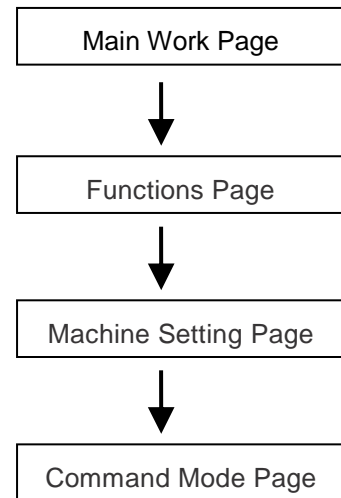 Main Work Page
Functions Page
Machine Setting Page
Command Mode Page